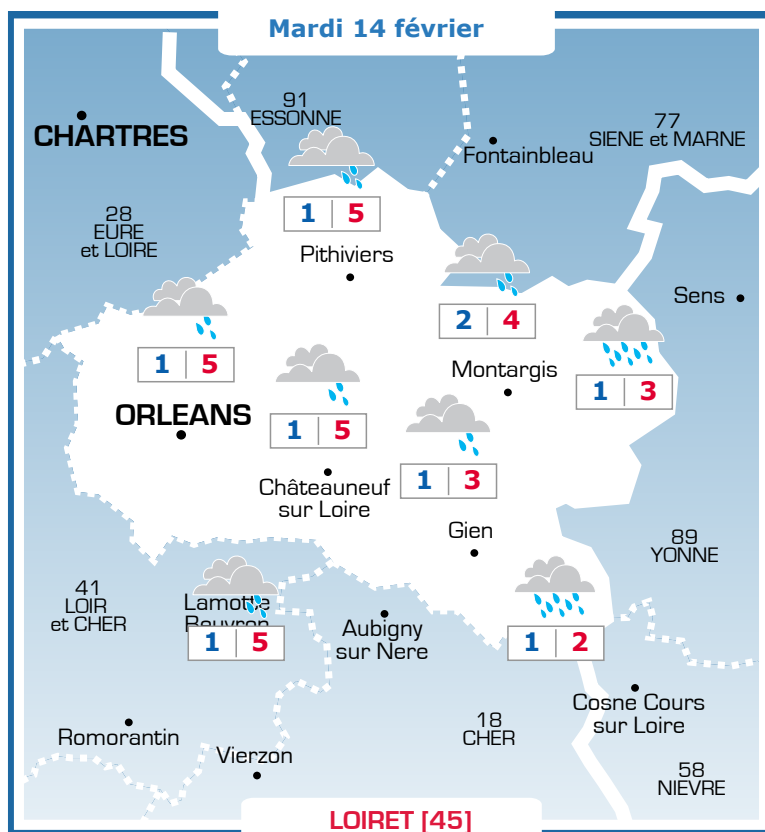 Mardi 14 février
91
ESSONNE
CHARTRES
77
SIENE et MARNE
Fontainbleau
28
EURE
et LOIRE
1 5
Pithiviers
Sens
2 4
1 5
Montargis
1 3
ORLEANS
1 5
Châteauneuf
sur Loire
1 3
Gien
89
YONNE
41
LOIR
et CHER
Lamotte
Beuvron
1 5
Aubigny
sur Nere
1 2
Cosne Cours
sur Loire
18
CHER
Romorantin
Vierzon
58
NIEVRE
LOIRET [45]